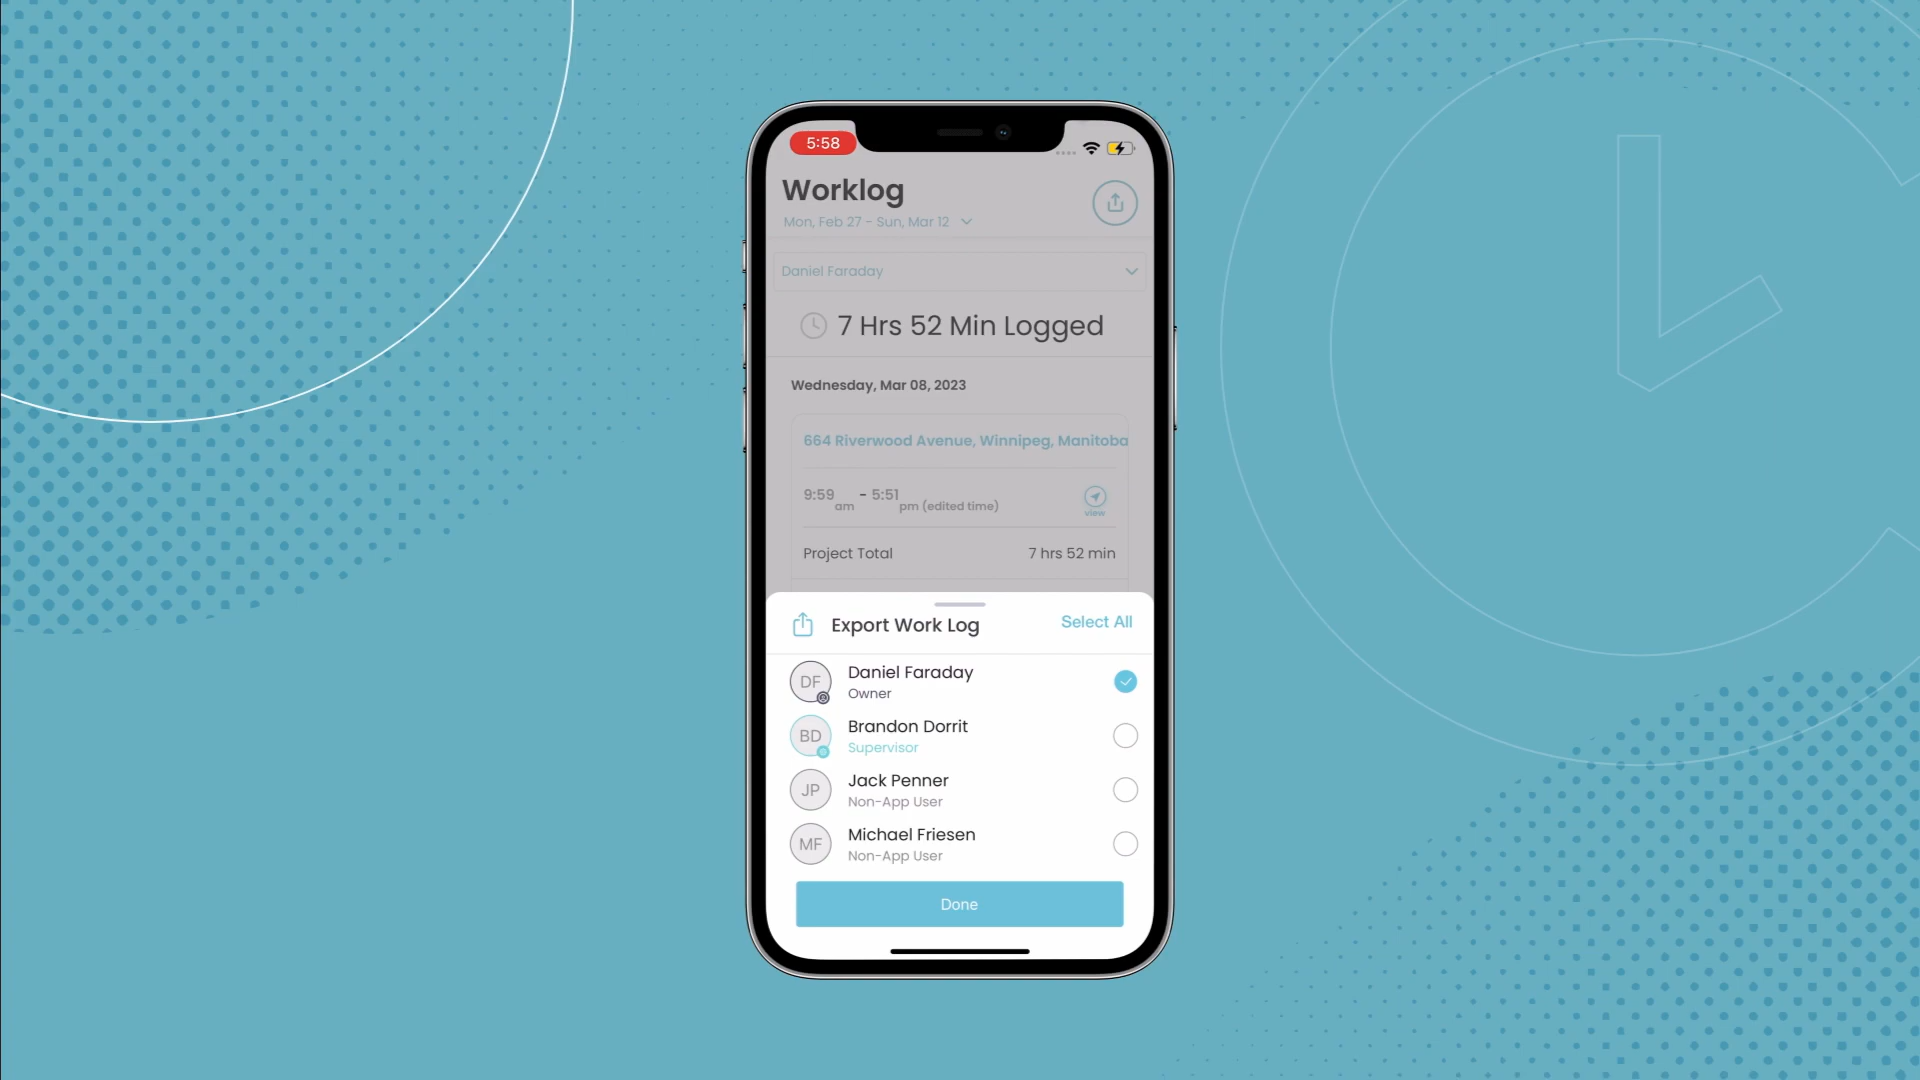 5:58
Worklog
Mon, Feb 27 - Sun, Mar 12
Daniel Faraday
7 Hrs 52 Min Logged
Wednesday, Mar 08, 2023
664 Riverwood Avenue, Winnipeg, Manitoba
9:59 am - 5:51 pm (edited time)
view
Project Total 7 hrs 52 min
Export Work Log
Select All
DF
Daniel Faraday
Owner
BD
Brandon Dorrit
Supervisor
JP
Jack Penner
Non-App User
MF
Michael Friesen
Non-App User
Done